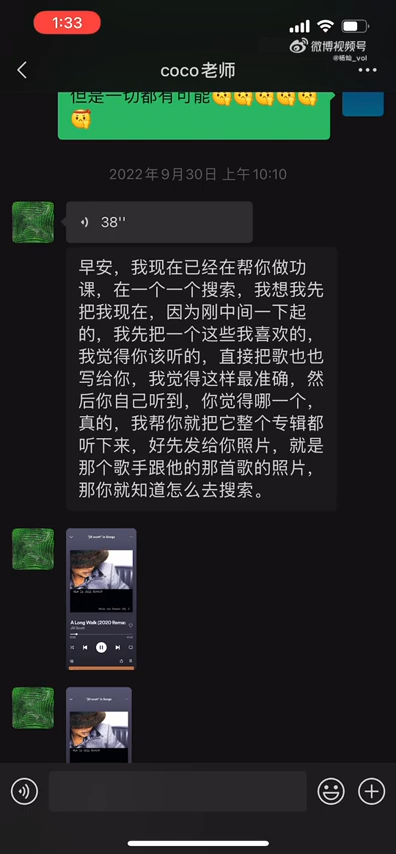 1:33
微博视频号
@杨灿_vol
coco老师
但是一切都有可能
2022年9月30日 上午10:10
38''
早安，我现在已经在帮你做功
课，在一个一个搜索，我想我先
把我现在，因为刚中间一下起
的，我先把一个这些我喜欢的，
我觉得你该听的，直接把歌也也
写给你，我觉得这样最准确，然
后你自己听到，你觉得哪一个，
真的，我帮你就把它整个专辑都
听下来，好先发给你照片，就是
那个歌手跟他的那首歌的照片，
那你就知道怎么去搜索。
"Jill scott" in Songs
A Long Walk (2020 Remas
Jill Scott
"Jill scott" in Songs